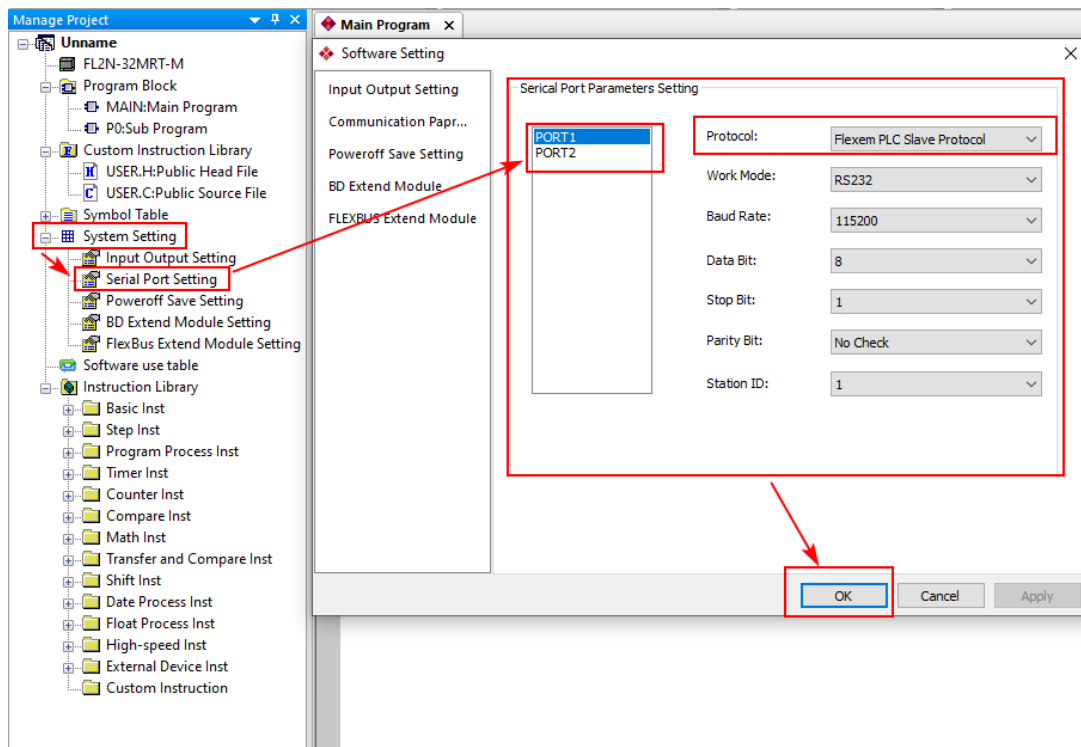 Manage Project
Unname
FL2N-32MRT-M
Program Block
MAIN:Main Program
P0:Sub Program
Custom Instruction Library
USER.H:Public Head File
USER.C:Public Source File
Symbol Table
System Setting
Input Output Setting
Serial Port Setting
Poweroff Save Setting
BD Extend Module Setting
FlexBus Extend Module Setting
Software use table
Instruction Library
Basic Inst
Step Inst
Program Process Inst
Timer Inst
Counter Inst
Compare Inst
Math Inst
Transfer and Compare Inst
Shift Inst
Date Process Inst
Float Process Inst
High-speed Inst
External Device Inst
Custom Instruction
Main Program
Software Setting
Input Output Setting
Communication Papr...
Poweroff Save Setting
BD Extend Module
FLEXBUS Extend Module
Serical Port Parameters Setting
PORT1
PORT2
Protocol: Flexem PLC Slave Protocol
Work Mode: RS232
Baud Rate: 115200
Data Bit: 8
Stop Bit: 1
Parity Bit: No Check
Station ID: 1
OK Cancel Apply